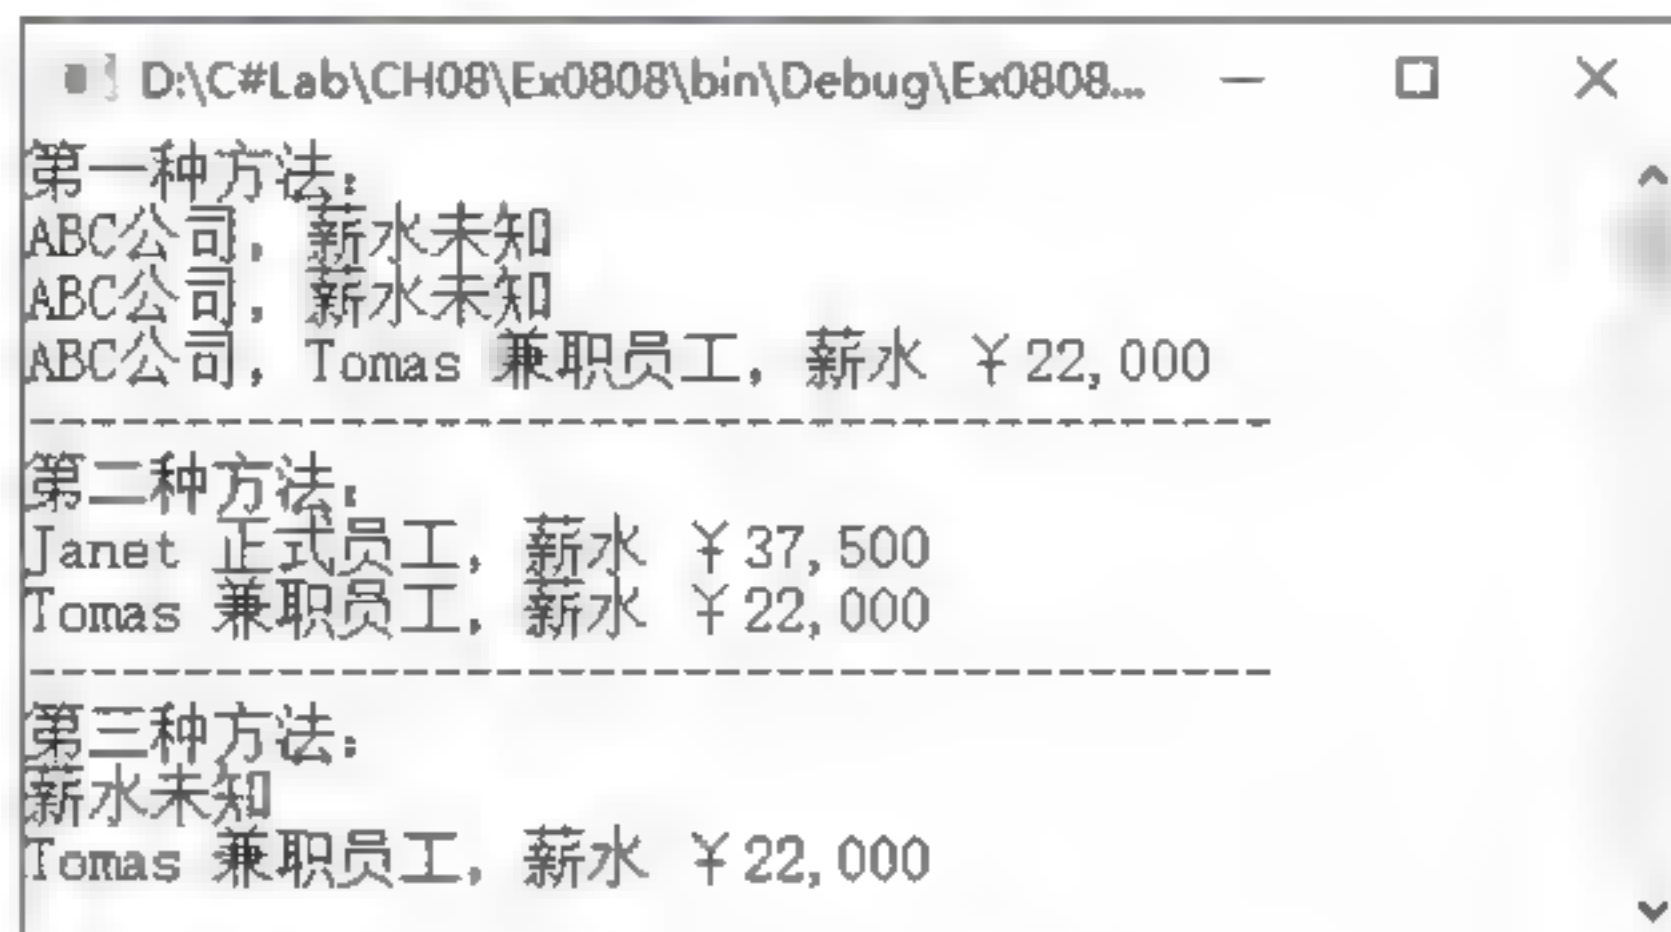 D:\C#Lab\CH08\Ex0808\bin\Debug\Ex0808...
第一种方法:
ABC公司, 薪水未知
ABC公司, 薪水未知
ABC公司, Tomas 兼职员工, 薪水 ¥22,000
-----------------------------------------
第二种方法:
Janet 正式员工, 薪水 ¥37,500
Tomas 兼职员工, 薪水 ¥22,000
-----------------------------------------
第三种方法:
薪水未知
Tomas 兼职员工, 薪水 ¥22,000